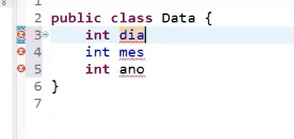 1
2 public class Data {
3 int dia
4 int mes
5 int ano
6 }
7